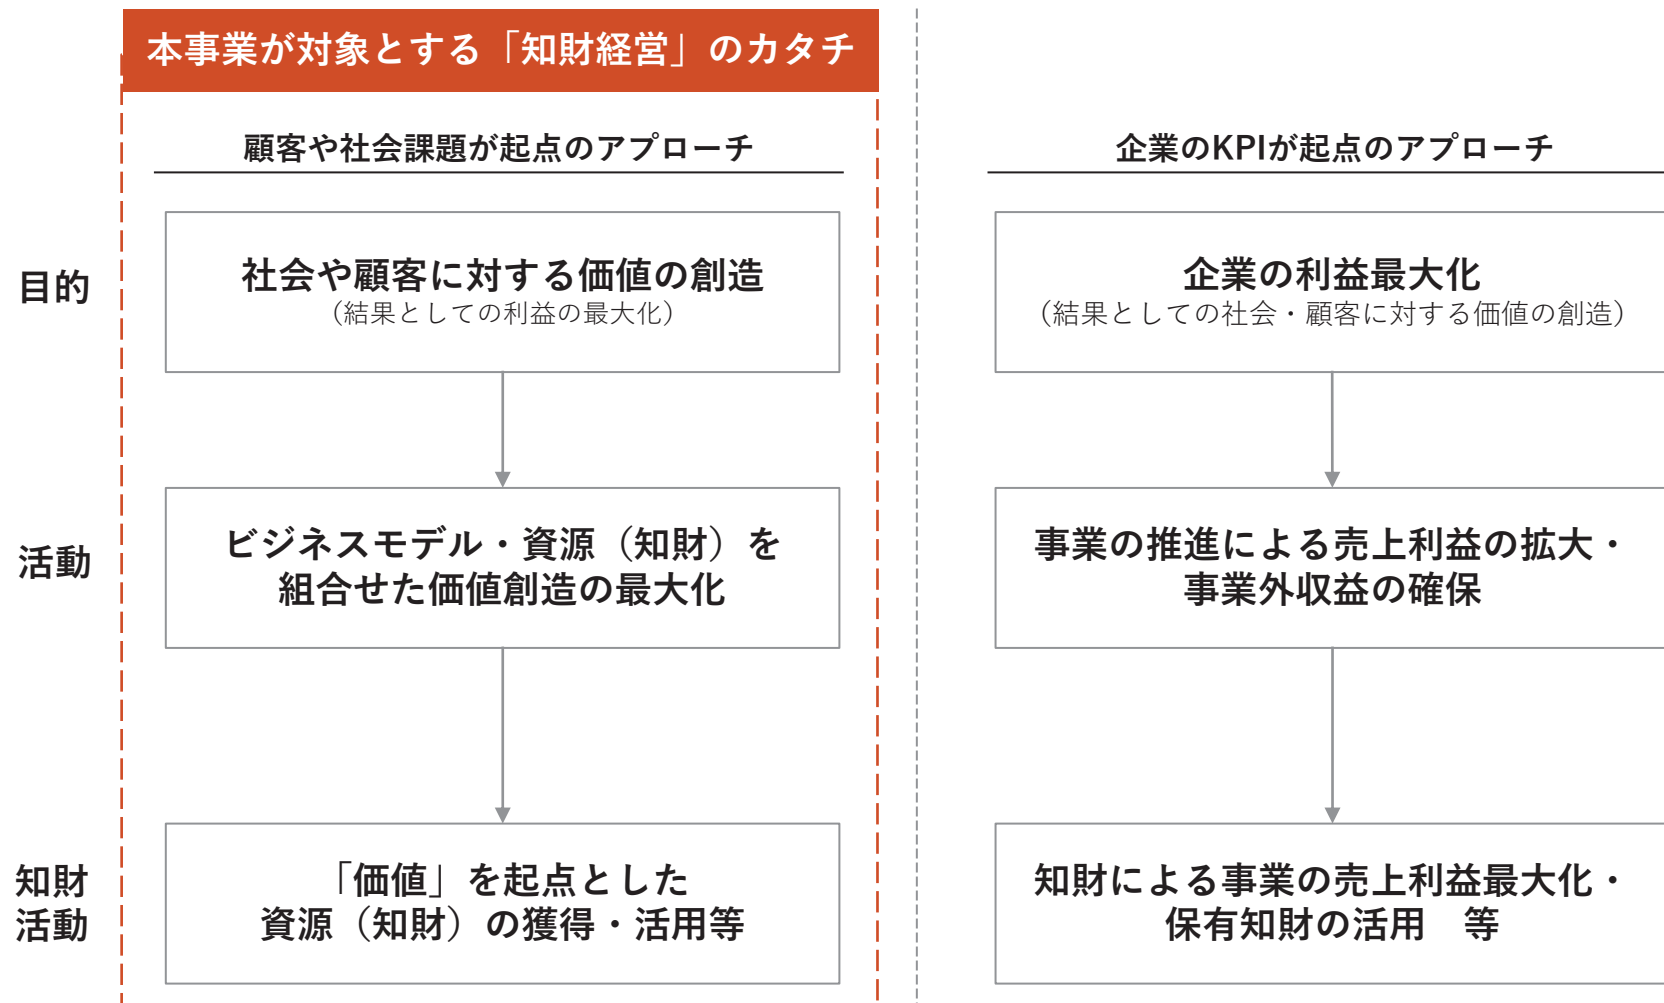 本事業が対象とする「知財経営」のカタチ
顧客や社会課題が起点のアプローチ
企業のKPIが起点のアプローチ
目的
社会や顧客に対する価値の創造
（結果としての利益の最大化）
企業の利益最大化
（結果としての社会・顧客に対する価値の創造）
活動
ビジネスモデル・資源（知財）を
組合せた価値創造の最大化
事業の推進による売上利益の拡大・
事業外収益の確保
知財
活動
「価値」を起点とした
資源（知財）の獲得・活用等
知財による事業の売上利益最大化・
保有知財の活用　等